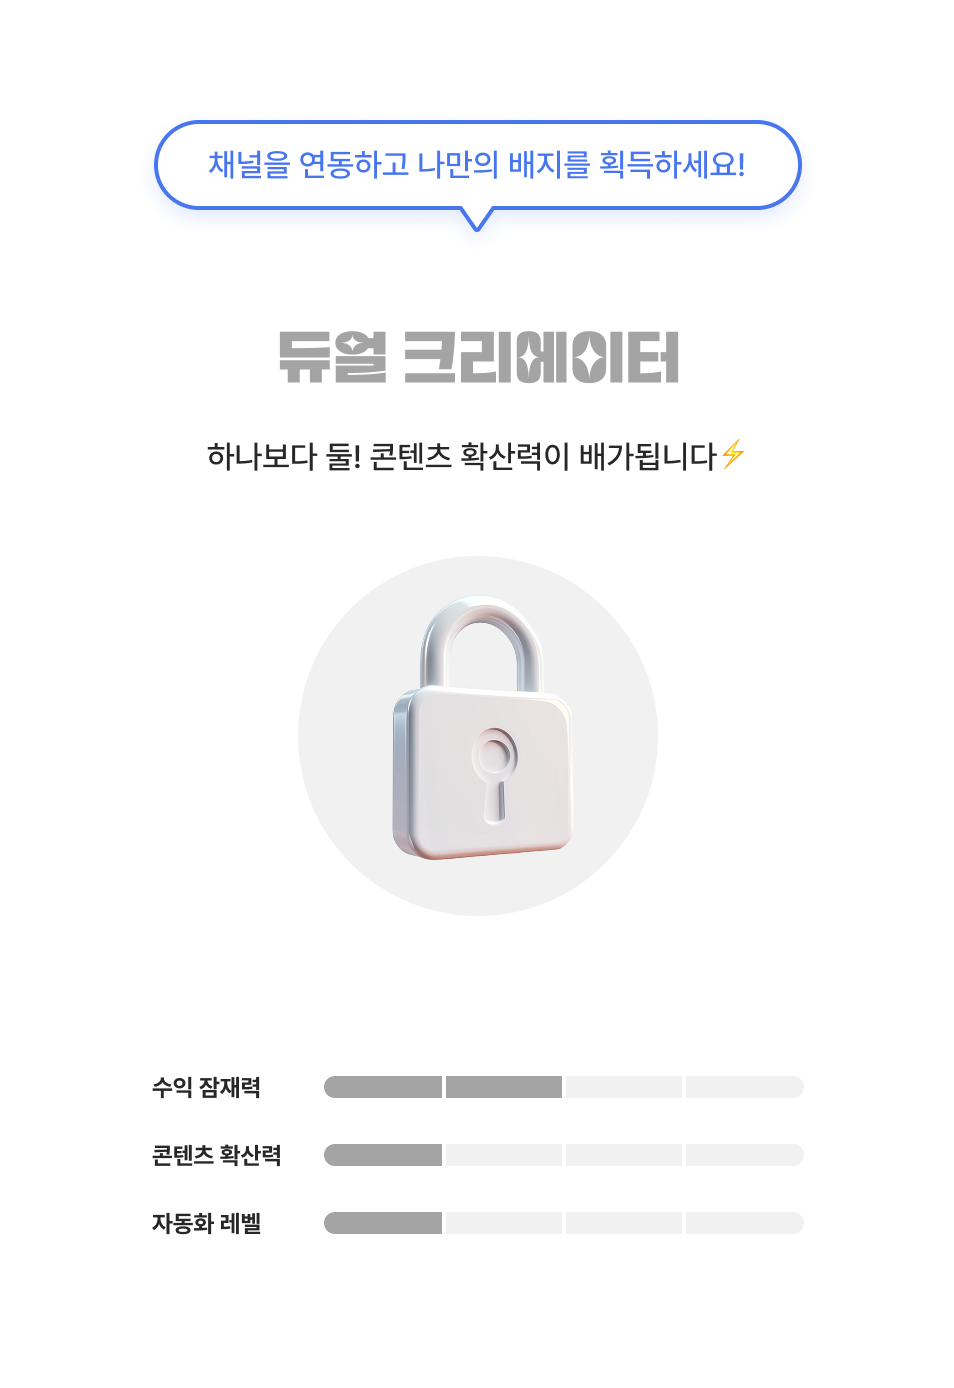 채널을 연동하고 나만의 배지를 획득하세요!
듀얼 크리에이터
하나보다 둘! 콘텐츠 확산력이 배가됩니다⚡
수익 잠재력
콘텐츠 확산력
자동화 레벨